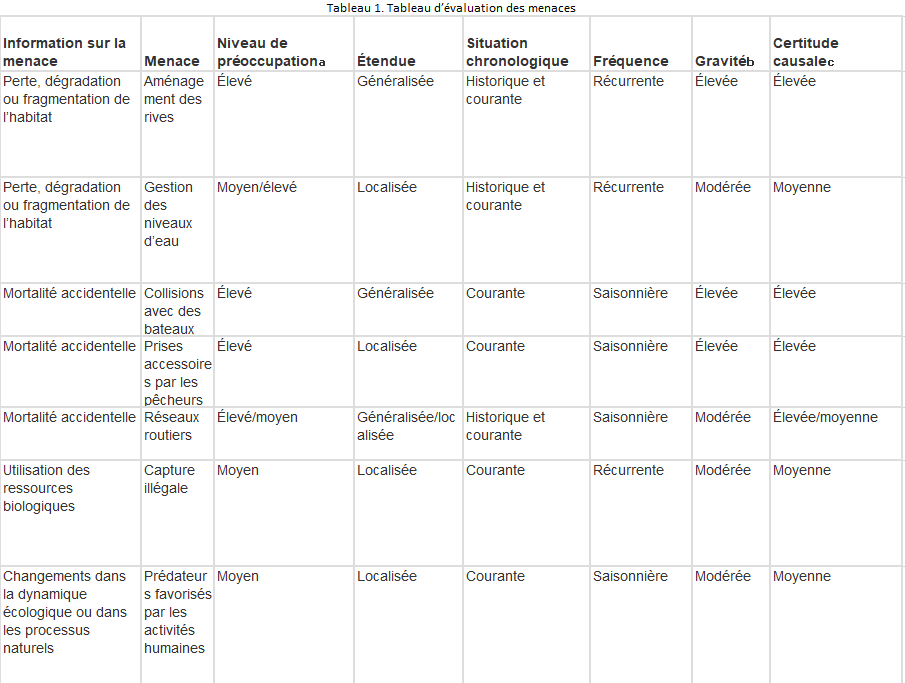 Tableau 1. Tableau d’évaluation des menaces
Information sur la menace | Menace | Niveau de préoccupationa | Étendue | Situation chronologique | Fréquence | Gravitéb | Certitude causalec
Perte, dégradation ou fragmentation de l’habitat | Aménagement des rives | Élevé | Généralisée | Historique et courante | Récurrente | Élevée | Élevée
Perte, dégradation ou fragmentation de l’habitat | Gestion des niveaux d’eau | Moyen/élevé | Localisée | Historique et courante | Récurrente | Modérée | Moyenne
Mortalité accidentelle | Collisions avec des bateaux | Élevé | Généralisée | Courante | Saisonnière | Élevée | Élevée
Mortalité accidentelle | Prises accessoires par les pêcheurs | Élevé | Localisée | Courante | Saisonnière | Élevée | Élevée
Mortalité accidentelle | Réseaux routiers | Élevé/moyen | Généralisée/localisée | Historique et courante | Saisonnière | Modérée | Élevée/moyenne
Utilisation des ressources biologiques | Capture illégale | Moyen | Localisée | Courante | Récurrente | Modérée | Moyenne
Changements dans la dynamique écologique ou dans les processus naturels | Prédateurs favorisés par les activités humaines | Moyen | Localisée | Courante | Saisonnière | Modérée | Moyenne